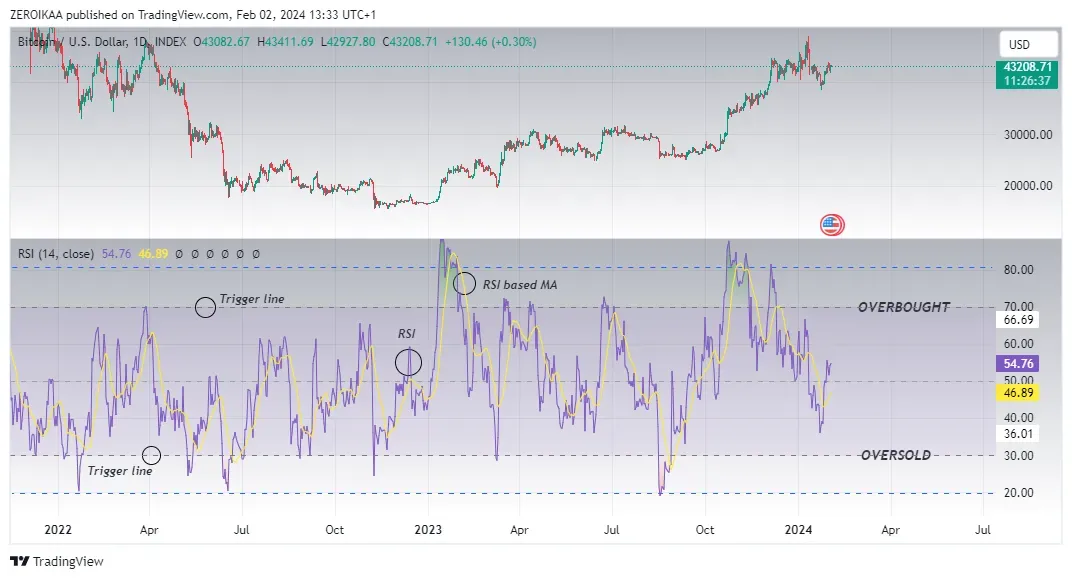 ZEROIKAA published on TradingView.com, Feb 02, 2024 13:33 UTC+1
Bitcoin / U.S. Dollar, 1D, INDEX O43082.67 H43411.69 L42927.80 C43208.71 +130.46 (+0.30%)
USD
43208.71
11:26:37
30000.00
20000.00
RSI (14, close) 54.76 46.89 Ø Ø Ø Ø Ø Ø
80.00
RSI based MA
Trigger line
OVERBOUGHT
70.00
66.69
RSI
60.00
54.76
50.00
46.89
40.00
36.01
OVERSOLD
30.00
Trigger line
20.00
2022 Apr Jul Oct 2023 Apr Jul Oct 2024 Apr Jul
TradingView